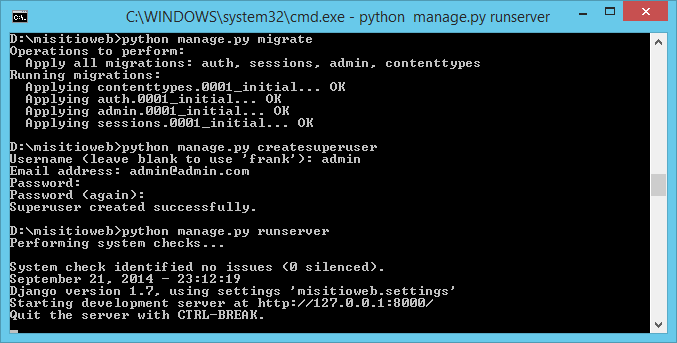 C:\WINDOWS\system32\cmd.exe - python  manage.py runserver
D:\misitioweb>python manage.py migrate
Operations to perform:
  Apply all migrations: auth, sessions, admin, contenttypes
Running migrations:
  Applying contenttypes.0001_initial... OK
  Applying auth.0001_initial... OK
  Applying admin.0001_initial... OK
  Applying sessions.0001_initial... OK
D:\misitioweb>python manage.py createsuperuser
Username (leave blank to use 'frank'): admin
Email address: admin@admin.com
Password:
Password (again):
Superuser created successfully.
D:\misitioweb>python manage.py runserver
Performing system checks...
System check identified no issues (0 silenced).
September 21, 2014 - 23:12:19
Django version 1.7, using settings 'misitioweb.settings'
Starting development server at http://127.0.0.1:8000/
Quit the server with CTRL-BREAK.